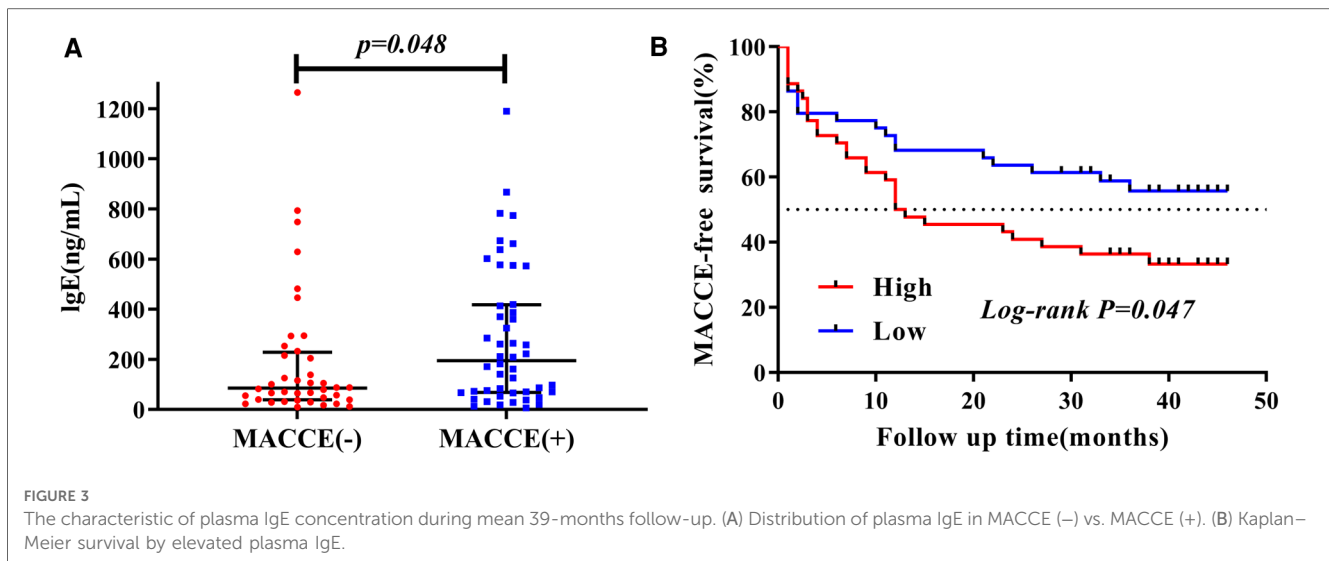 A
p=0.048
IgE(ng/mL)
1200
1000
800
600
400
200
0
MACCE(-)
MACCE(+)
B
MACCE-free survival(%)
100
80
60
40
20
0
High
Low
Log-rank P=0.047
0
10
20
30
40
50
Follow up time(months)
FIGURE 3
The characteristic of plasma IgE concentration during mean 39-months follow-up. (A) Distribution of plasma IgE in MACCE (−) vs. MACCE (+). (B) Kaplan–
Meier survival by elevated plasma IgE.